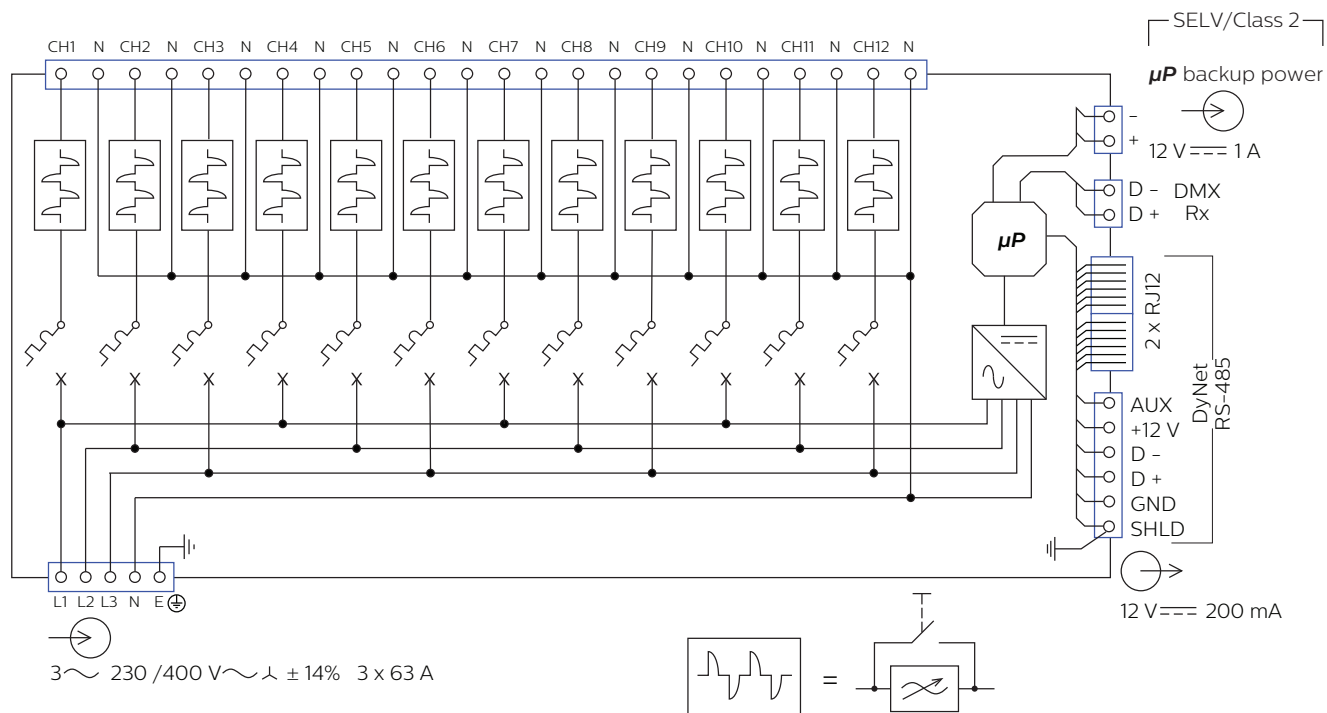 SELV/Class 2
CH1 N CH2 N CH3 N CH4 N CH5 N CH6 N CH7 N CH8 N CH9 N CH10 N CH11 N CH12 N
µP backup power
-
+
12 V 1 A
D - DMX
D + Rx
µP
2 x RJ12
DyNet
RS-485
AUX
+12 V
D -
D +
GND
SHLD
L1 L2 L3 N E
12 V 200 mA
3~ 230 /400 V~ ± 14% 3 x 63 A
=